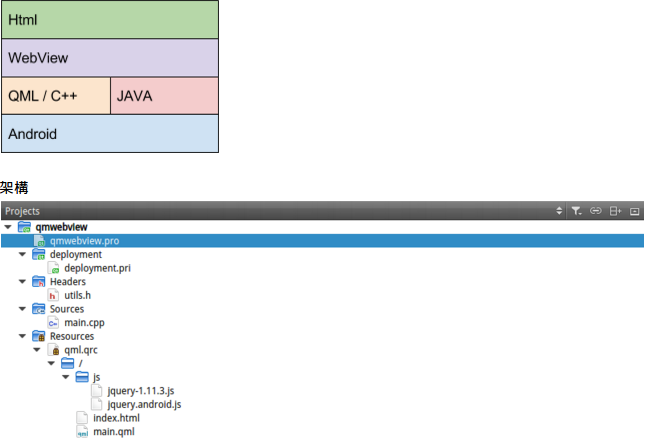 Html
WebView
QML / C++ JAVA
Android
架構
Projects
qmwebview
qmwebview.pro
deployment
deployment.pri
Headers
utils.h
Sources
main.cpp
Resources
qml.qrc
/
js
jquery-1.11.3.js
jquery.android.js
index.html
main.qml